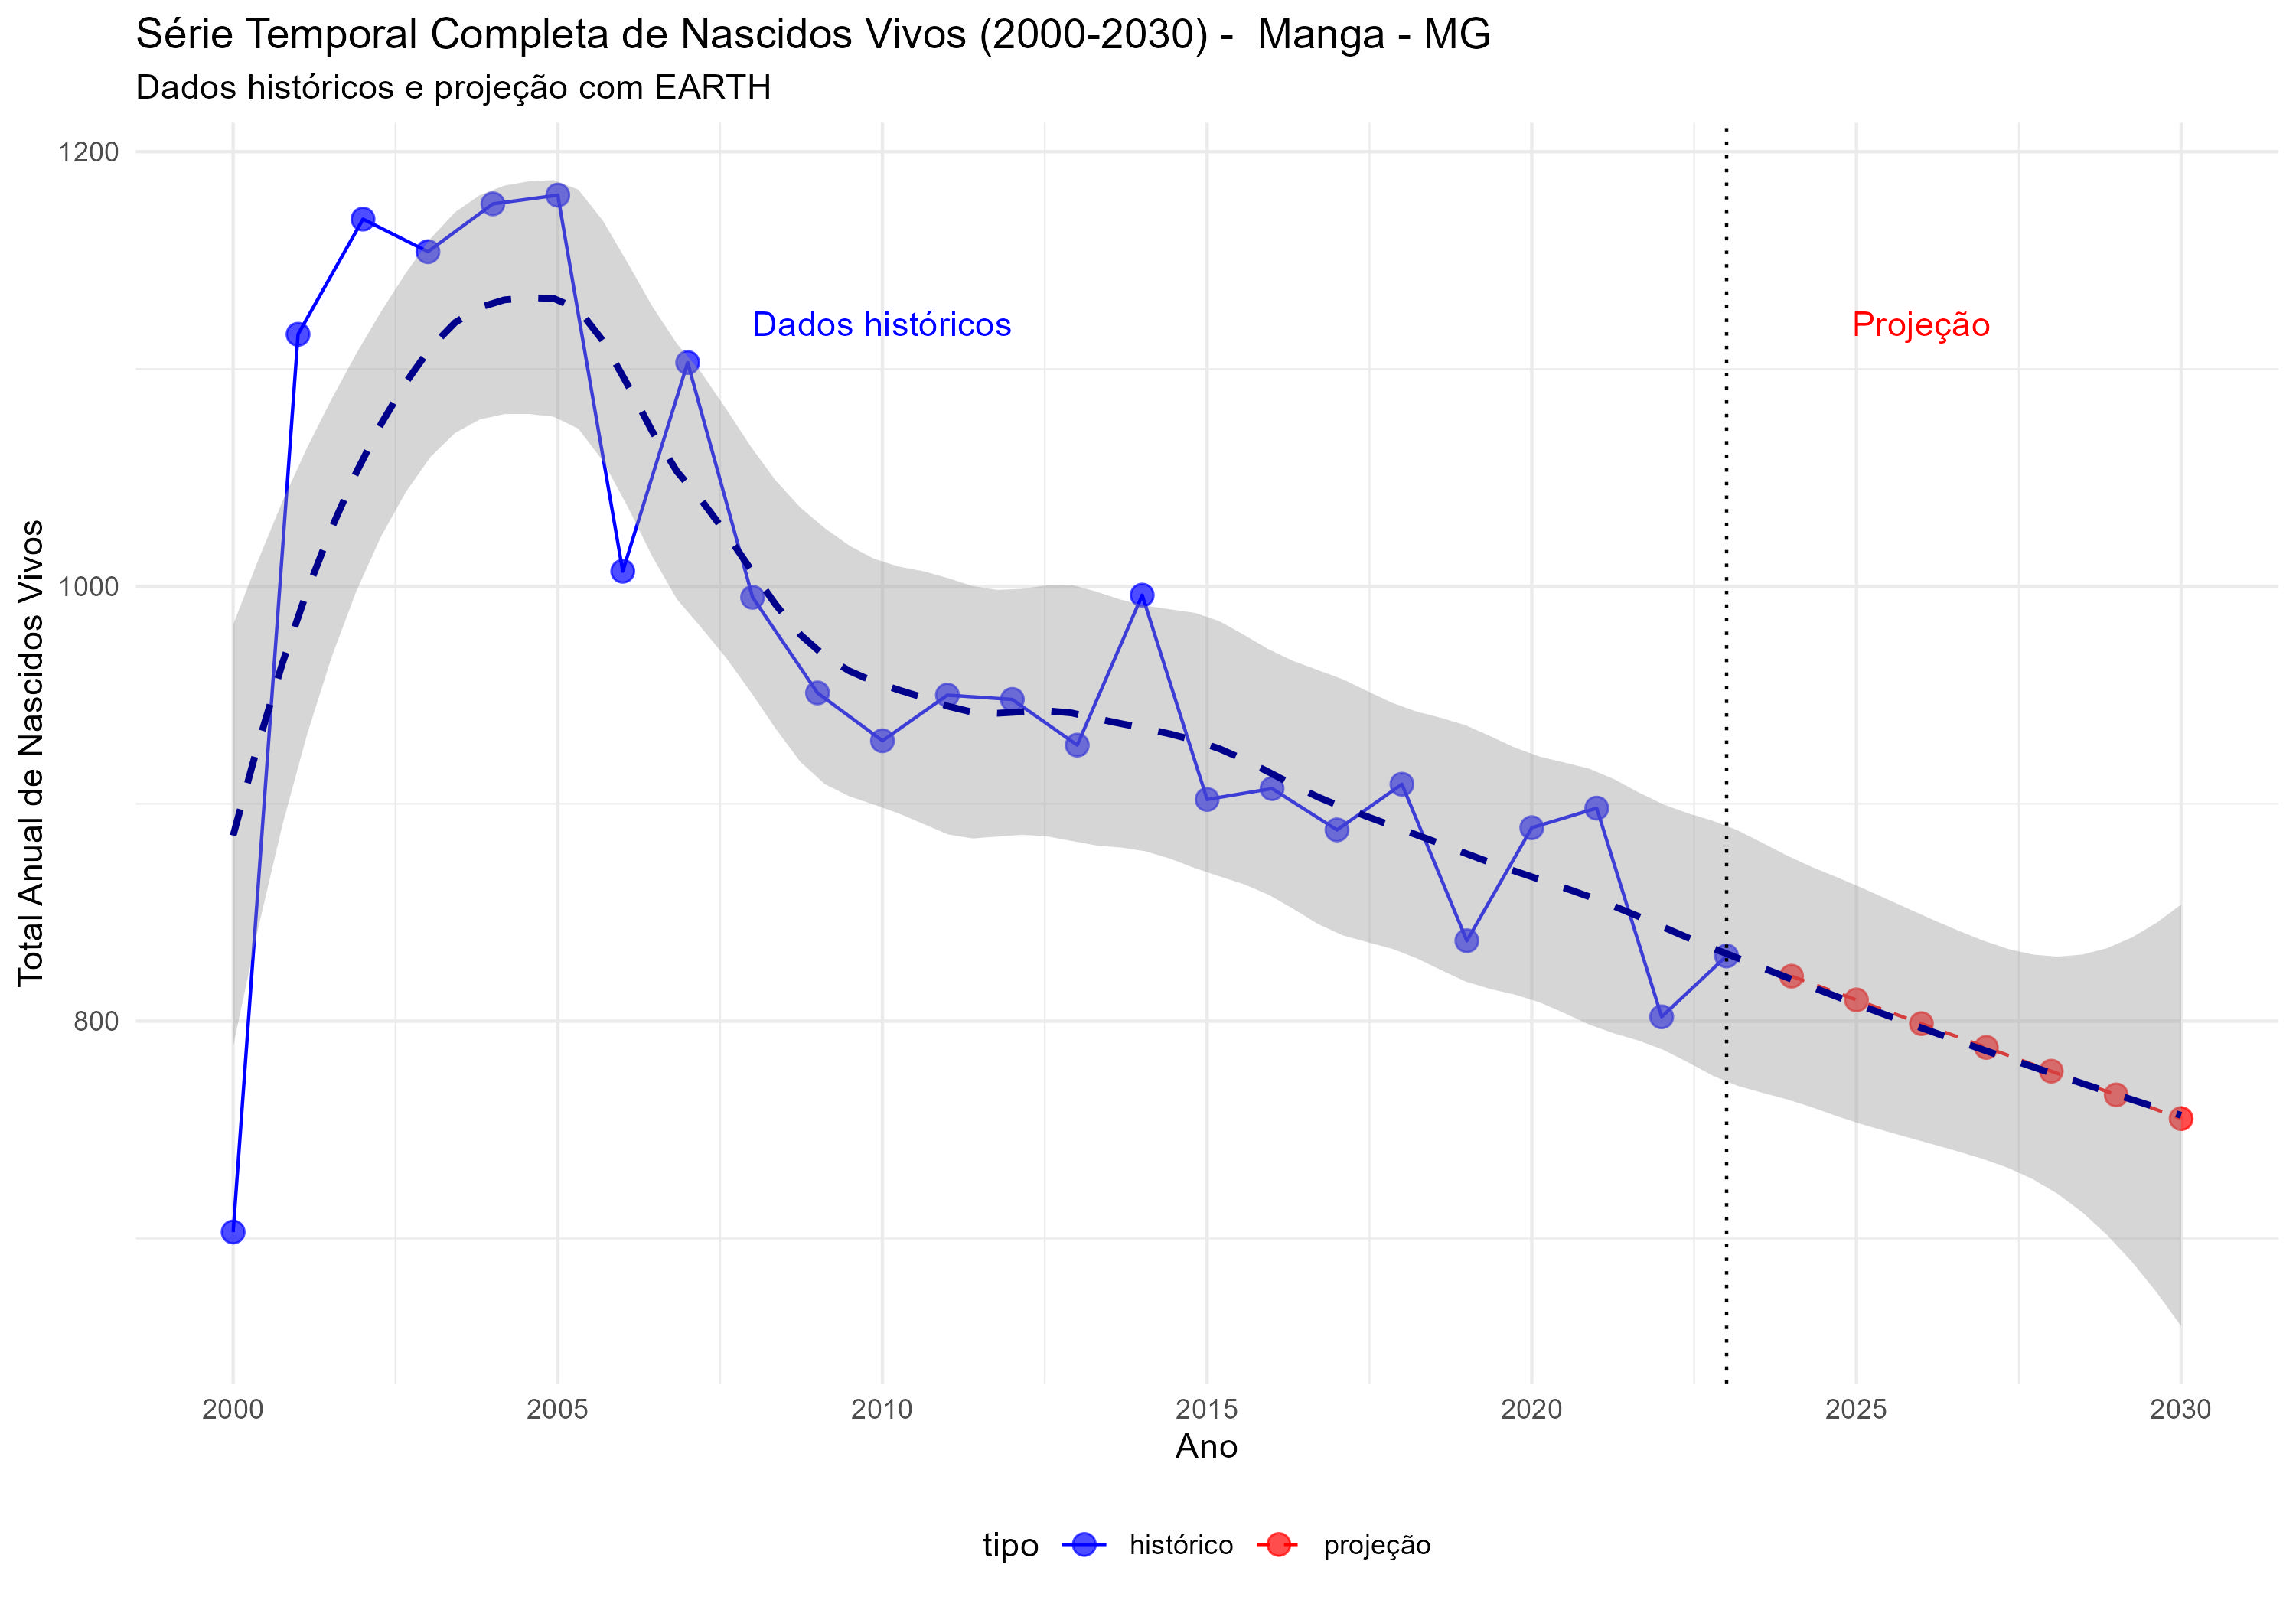 Série Temporal Completa de Nascidos Vivos (2000-2030) -  Manga - MG
Dados históricos e projeção com EARTH
Total Anual de Nascidos Vivos
1200
1000
800
Dados históricos
Projeção
2000
2005
2010
2015
2020
2025
2030
Ano
tipo
histórico
projeção